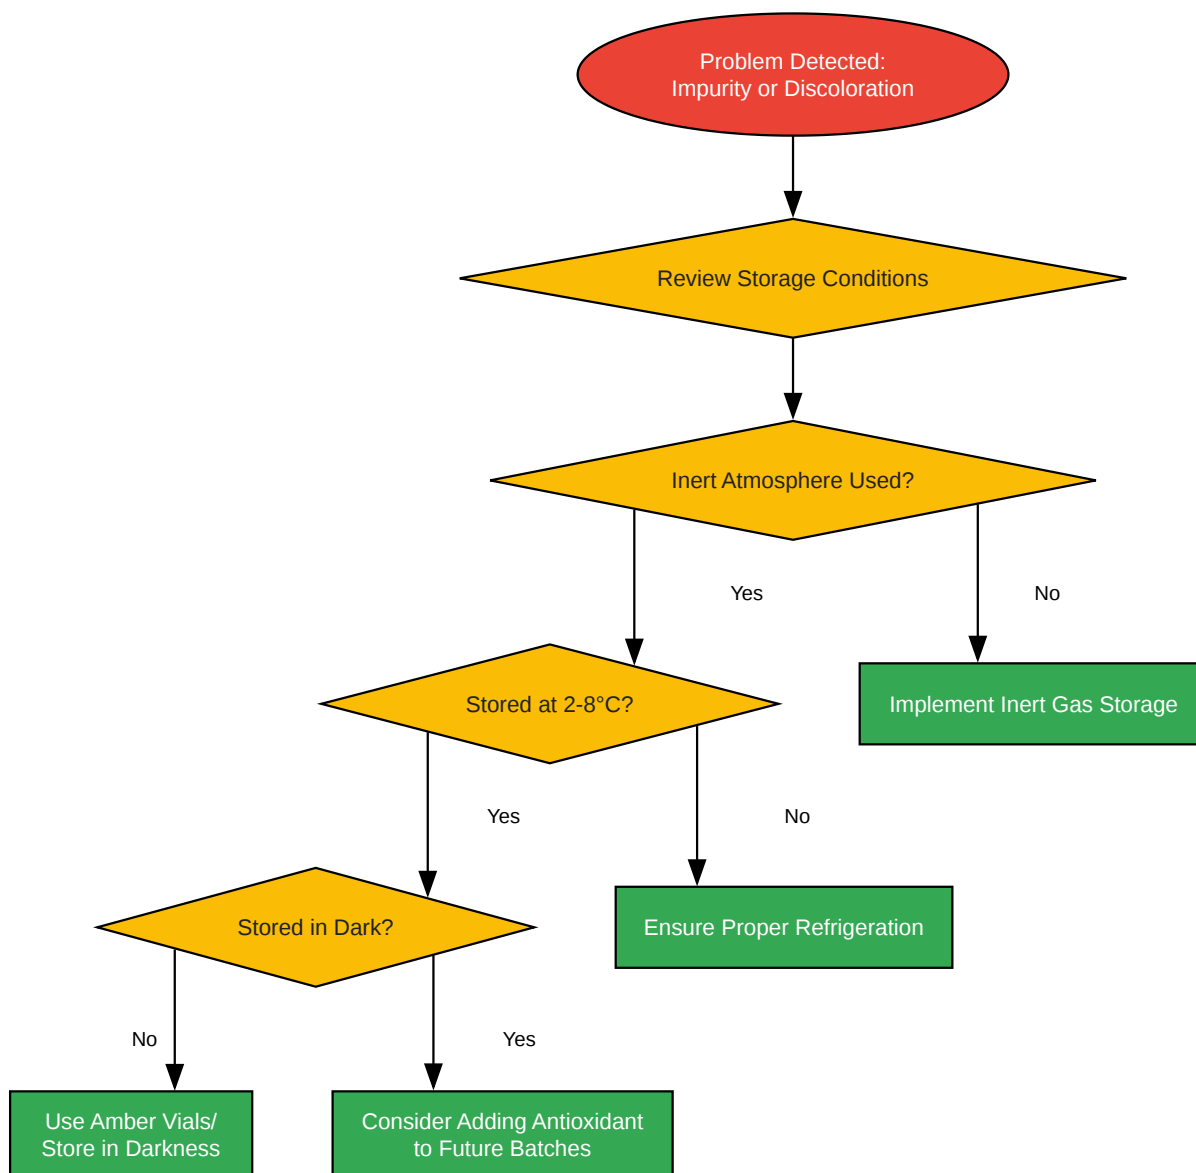 Problem Detected:
Impurity or Discoloration
Review Storage Conditions
Inert Atmosphere Used?
Yes
No
Stored at 2-8°C?
Implement Inert Gas Storage
Yes
No
Stored in Dark?
Ensure Proper Refrigeration
No
Yes
Use Amber Vials/
Store in Darkness
Consider Adding Antioxidant
to Future Batches